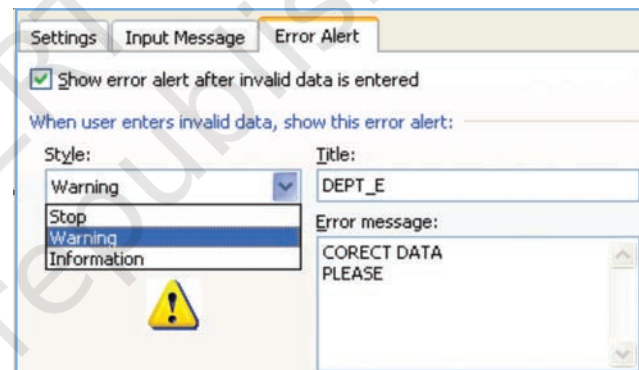 Settings
Input Message
Error Alert
Show error alert after invalid data is entered
When user enters invalid data, show this error alert:
Style:
Warning
Stop
Warning
Information
Title:
DEPT_E
Error message:
CORECT DATA
PLEASE